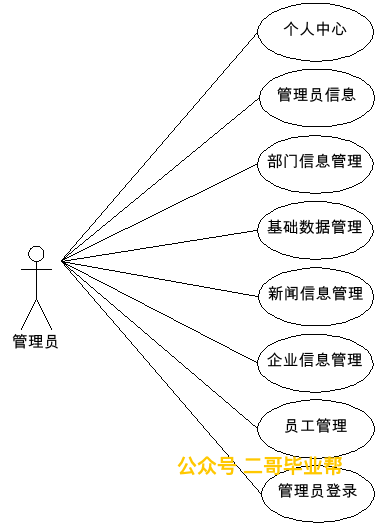 个人中心
管理员信息
部门信息管理
基础数据管理
新闻信息管理
管理员
企业信息管理
员工管理
公众号 二哥毕业帮
管理员登录